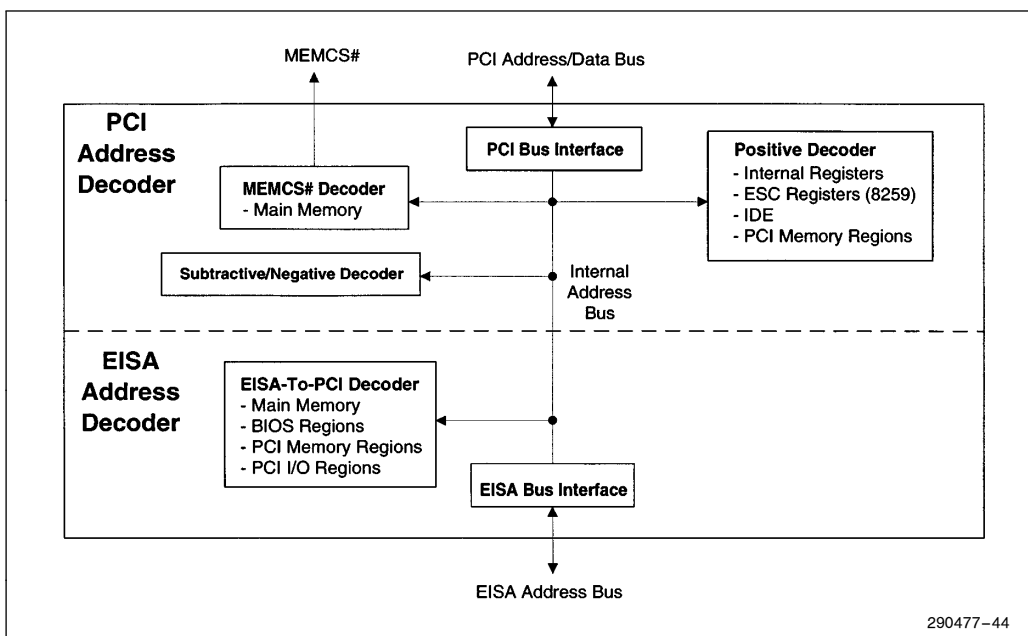 MEMCS#
PCI Address/Data Bus
PCI
Address
Decoder
PCI Bus Interface
MEMCS# Decoder
- Main Memory
Positive Decoder
- Internal Registers
- ESC Registers (8259)
- IDE
- PCI Memory Regions
Subtractive/Negative Decoder
Internal
Address
Bus
EISA
Address
Decoder
EISA-To-PCI Decoder
- Main Memory
- BIOS Regions
- PCI Memory Regions
- PCI I/O Regions
EISA Bus Interface
EISA Address Bus
290477–44